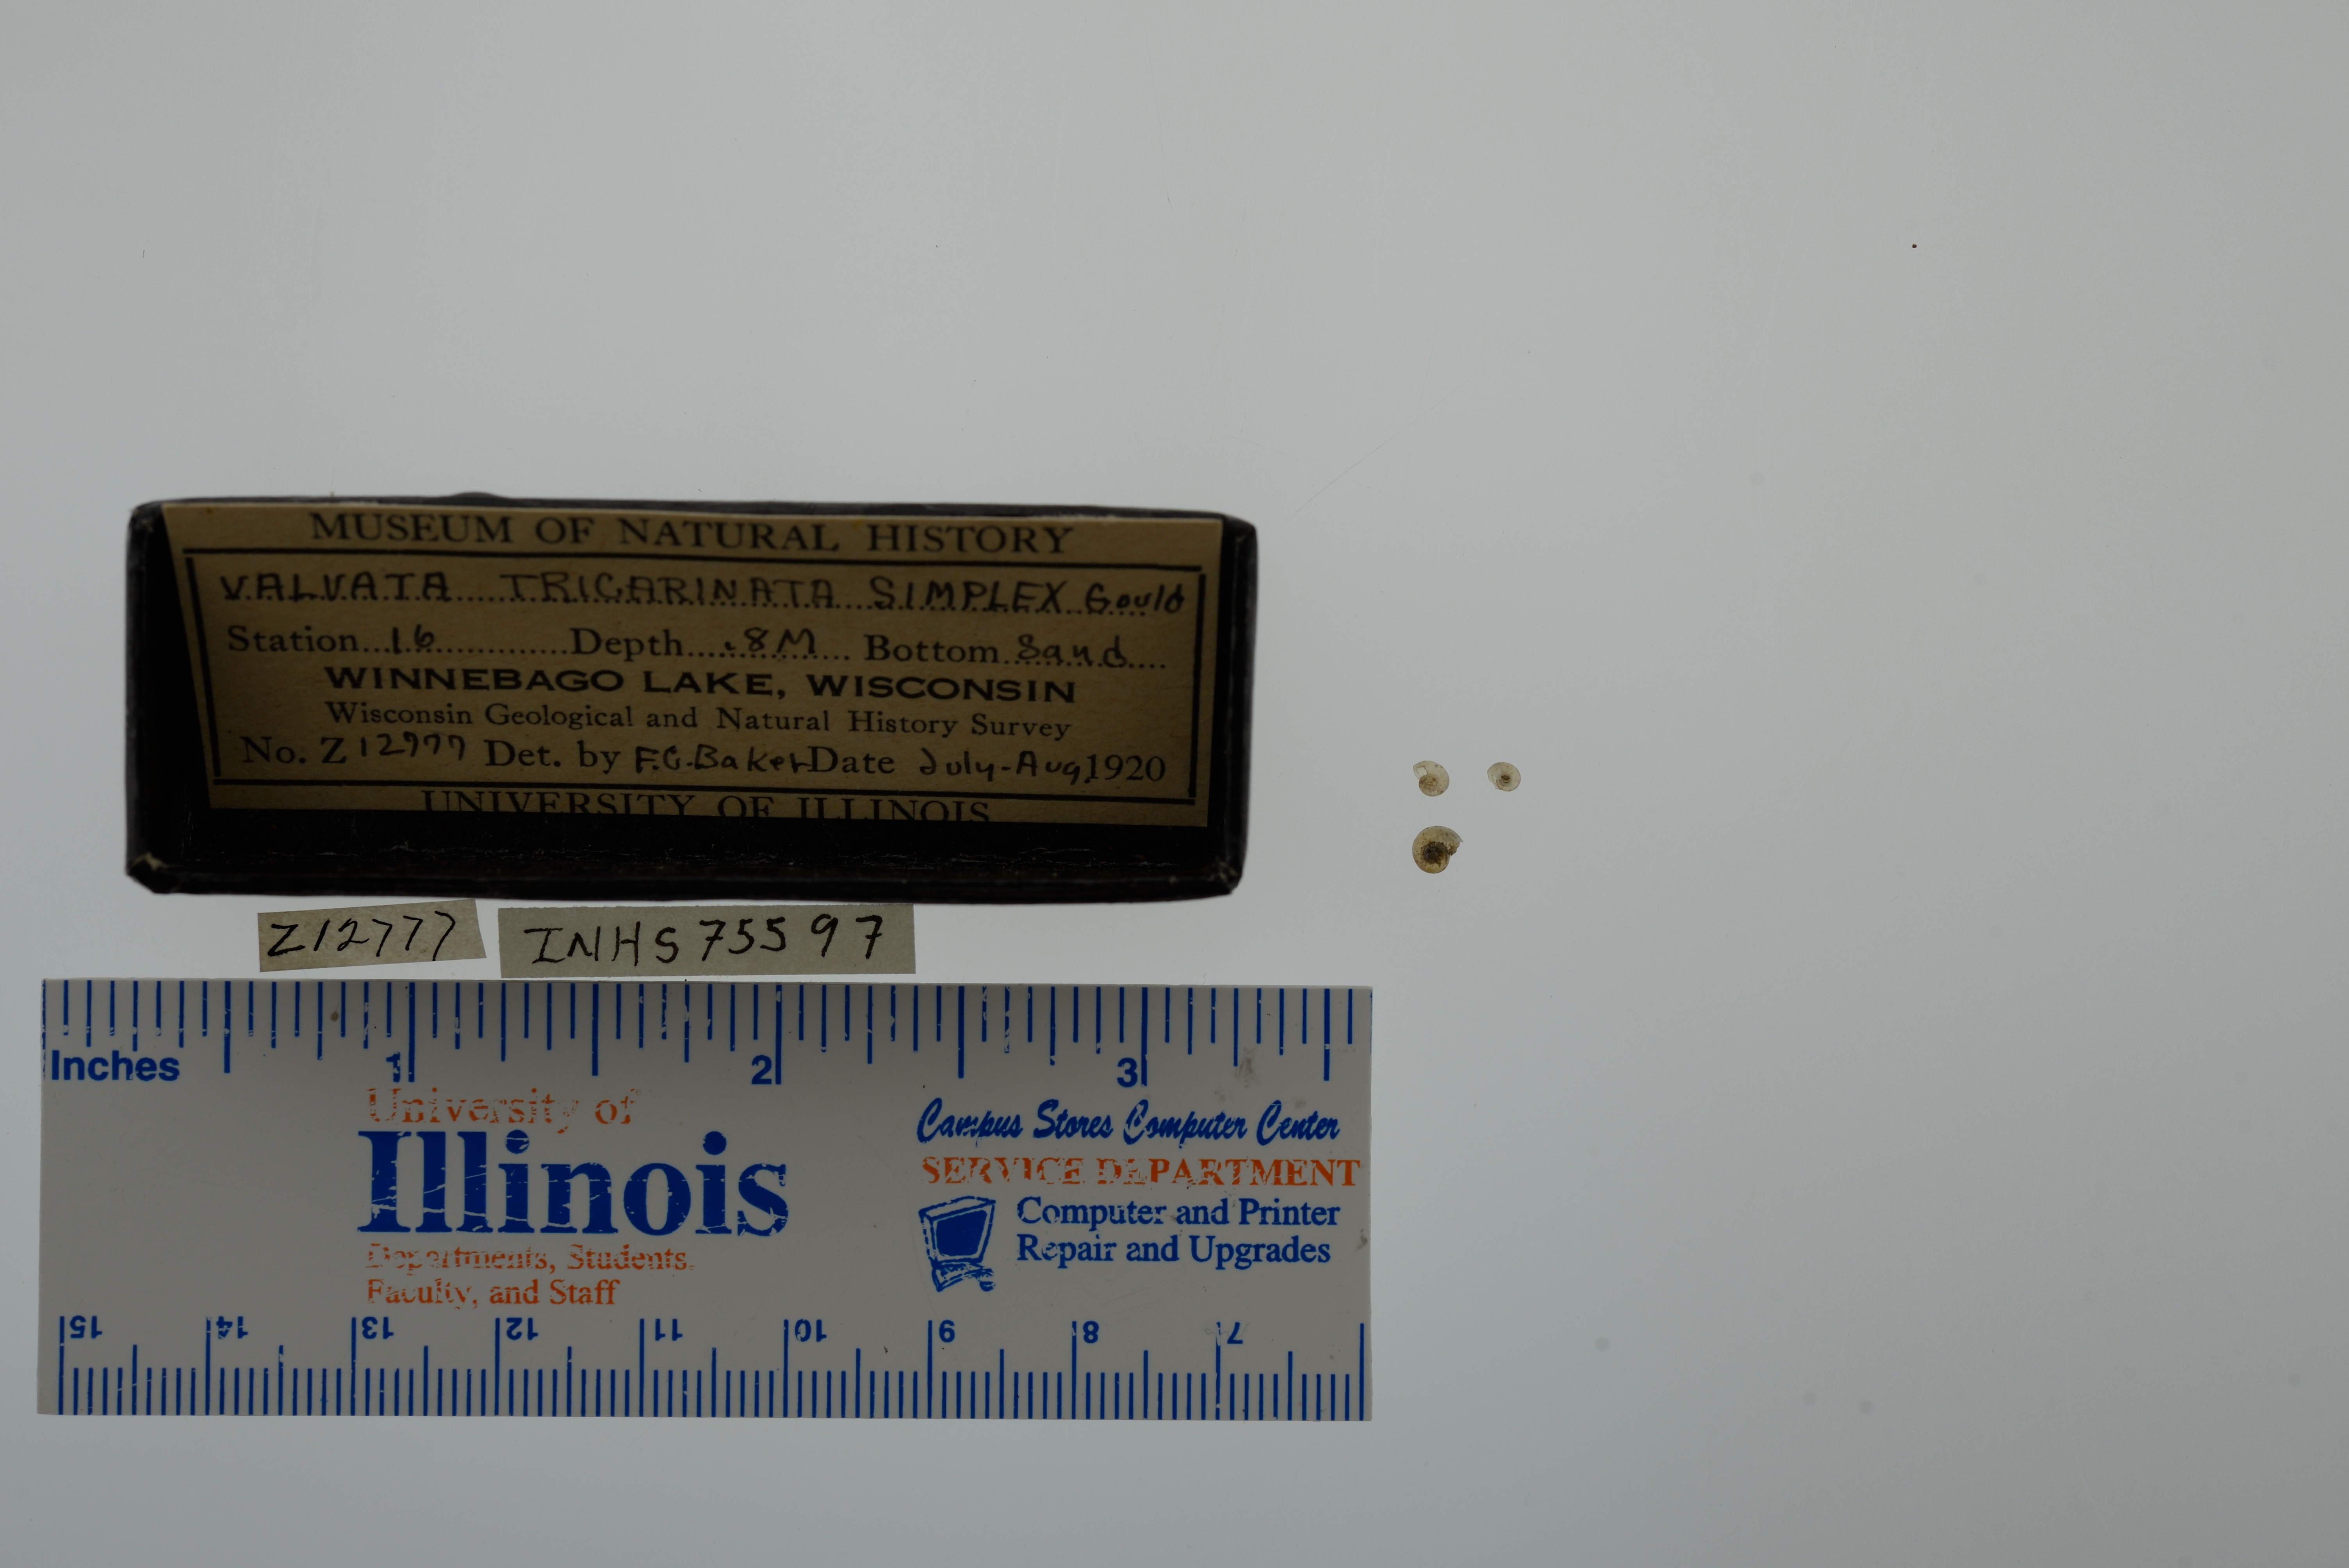 MUSEUM OF NATURAL HISTORY
VALVATA TRICARINATA SIMPLEX Gould
Station 16 Depth .8M Bottom Sand
WINNEBAGO LAKE, WISCONSIN
Wisconsin Geological and Natural History Survey
No. Z 12777 Det. by F.C. Baker Date July-Aug. 1920
UNIVERSITY OF ILLINOIS
Z12777
INHS 75597
Inches 1 2 3
University of
Illinois
Departments, Students,
Faculty, and Staff
Campus Stores Computer Center
SERVICE DEPARTMENT
Computer and Printer
Repair and Upgrades
15 14 13 12 11 10 9 8 7